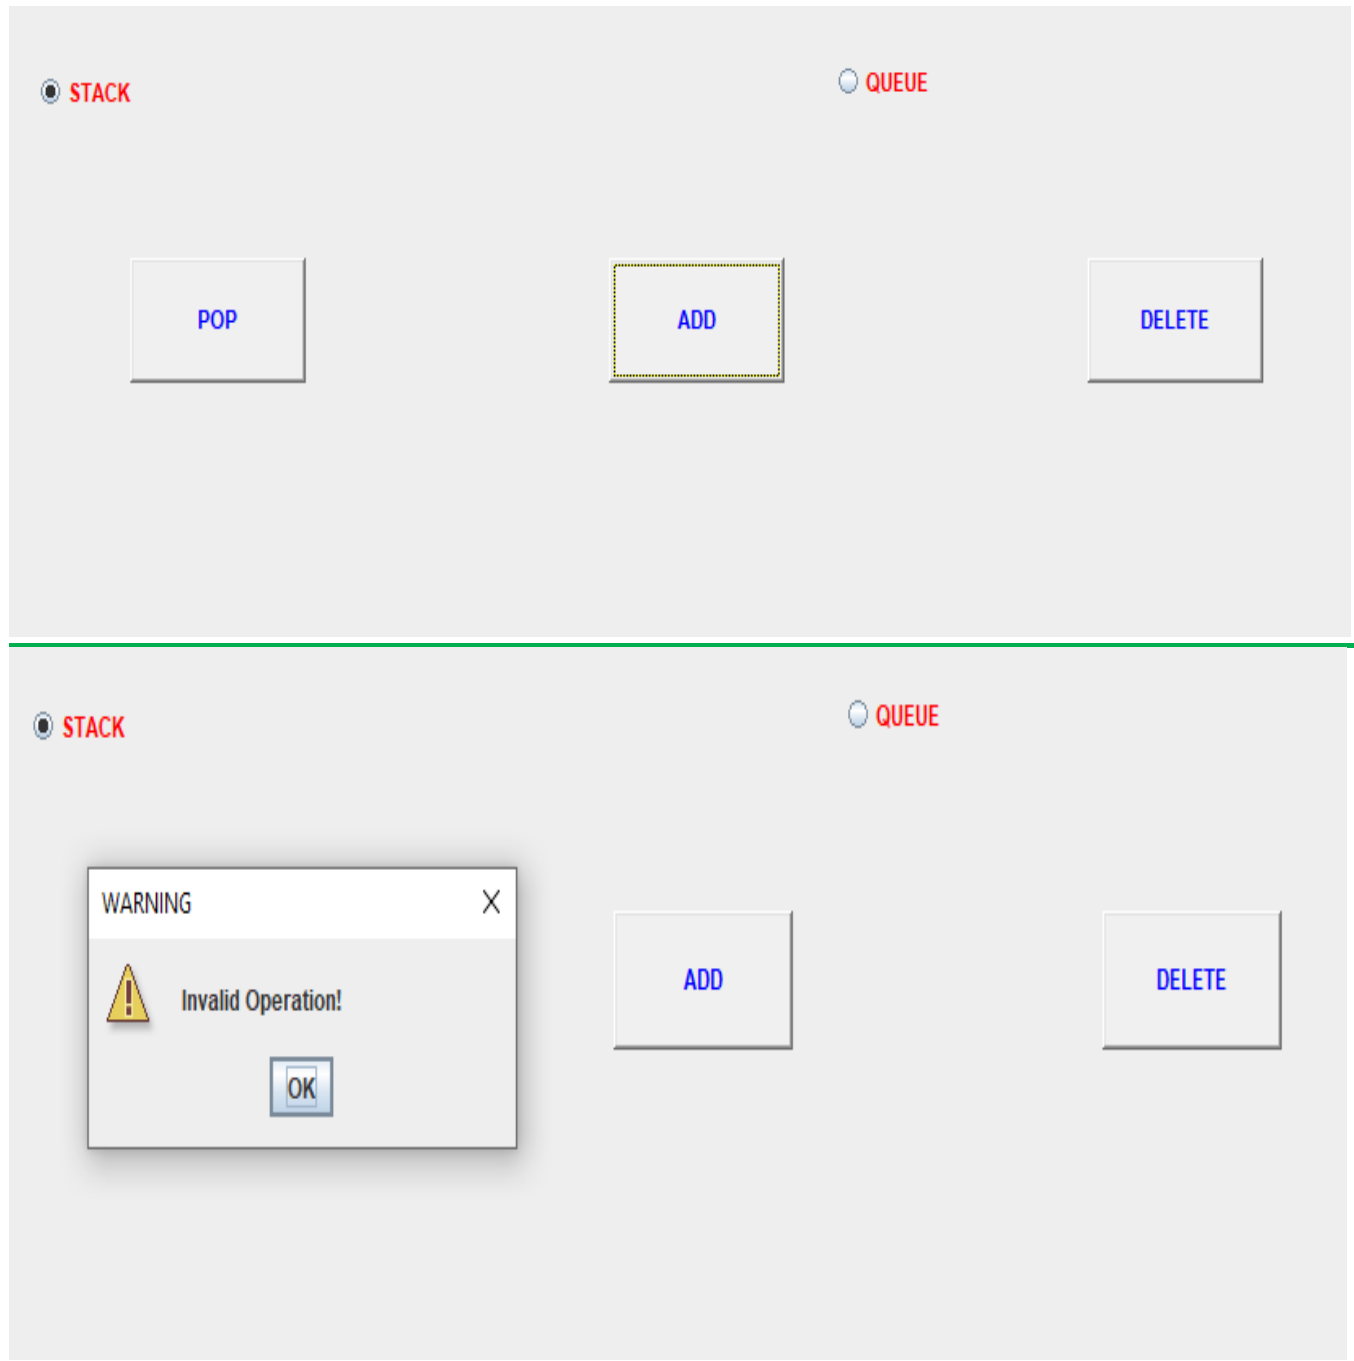 STACK
QUEUE
POP
ADD
DELETE
STACK
QUEUE
WARNING
Invalid Operation!
OK
ADD
DELETE